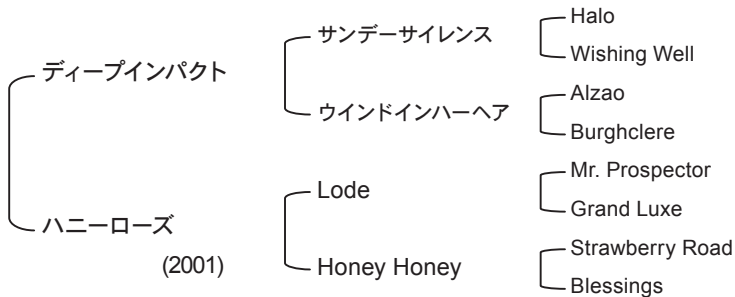 ディープインパクト
ハニーローズ
(2001)
サンデーサイレンス
ウインドインハーヘア
Lode
Honey Honey
Halo
Wishing Well
Alzao
Burghclere
Mr. Prospector
Grand Luxe
Strawberry Road
Blessings